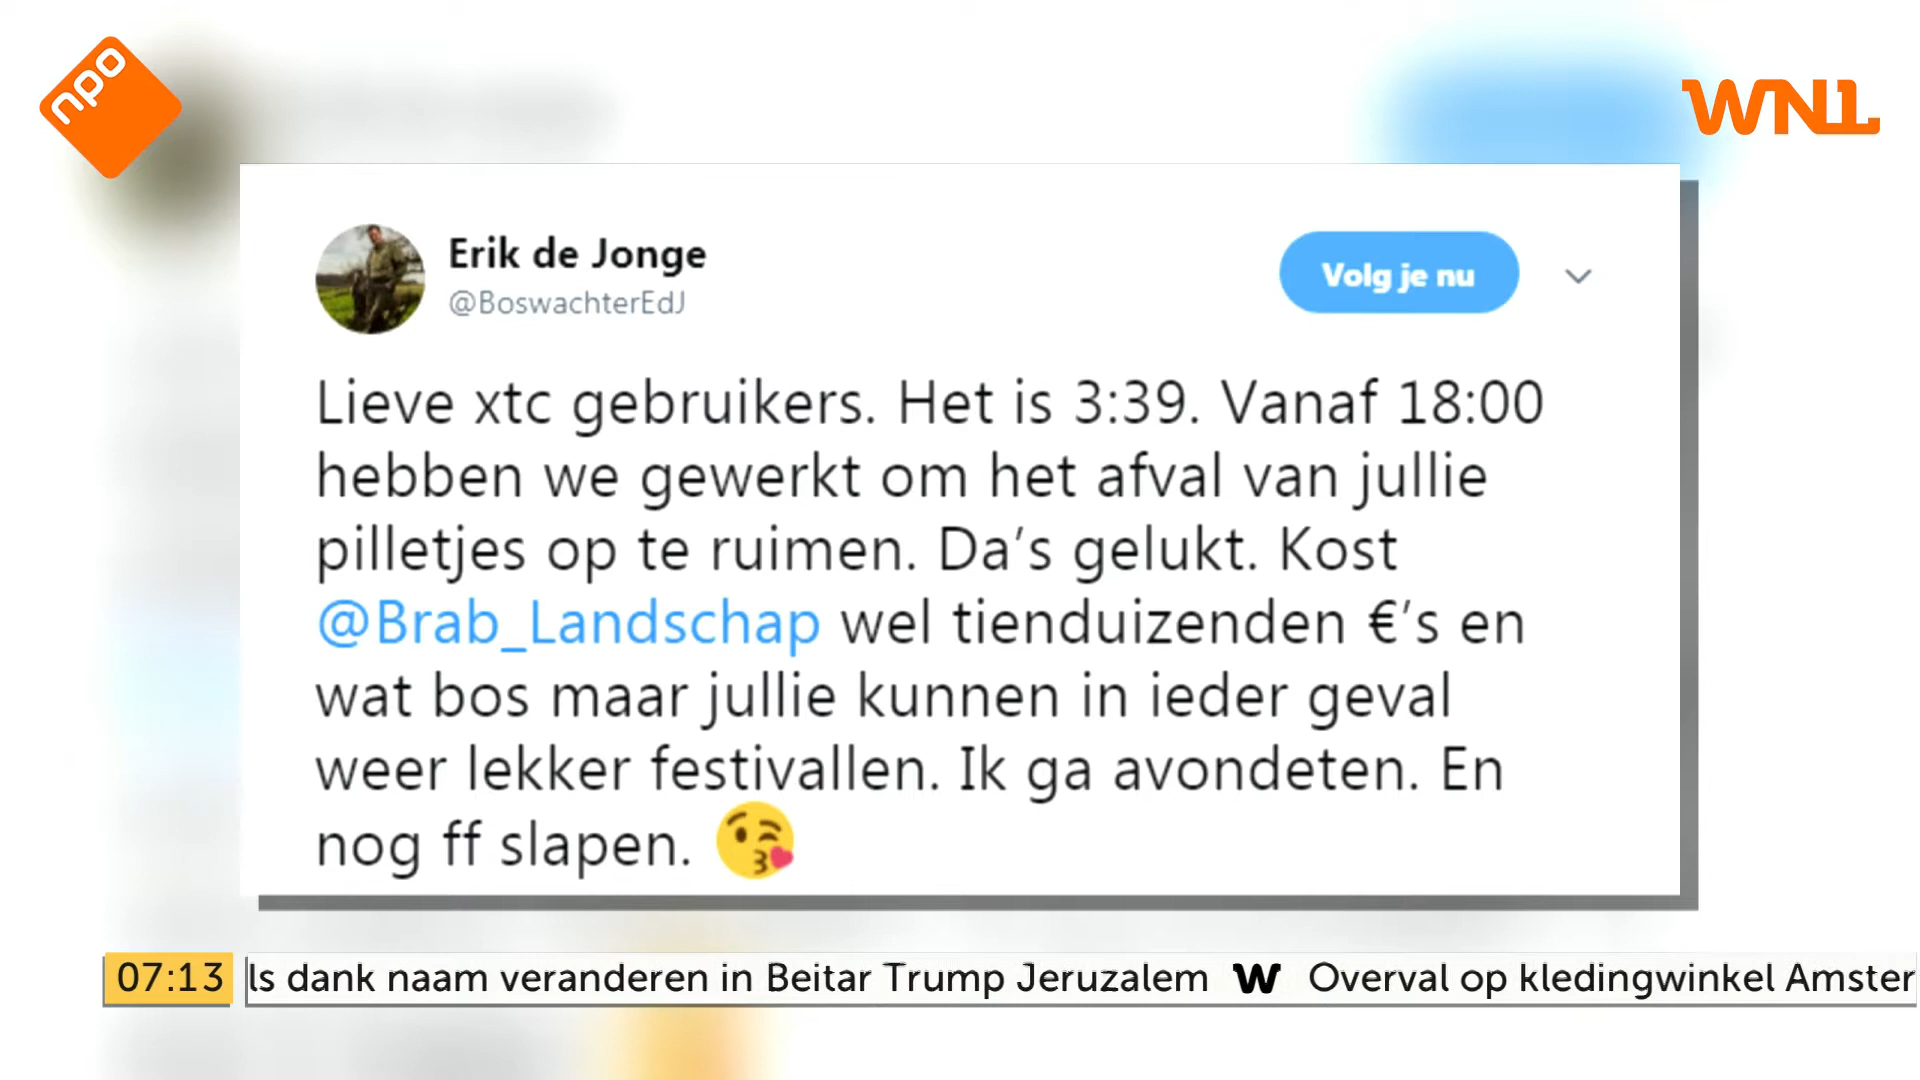 npo
WNL
Erik de Jonge
@BoswachterEdJ
Volg je nu
Lieve xtc gebruikers. Het is 3:39. Vanaf 18:00
hebben we gewerkt om het afval van jullie
pilletjes op te ruimen. Da's gelukt. Kost
@Brab_Landschap wel tienduizenden €'s en
wat bos maar jullie kunnen in ieder geval
weer lekker festivallen. Ik ga avondeten. En
nog ff slapen. 😘
07:13 ls dank naam veranderen in Beitar Trump Jeruzalem W Overval op kledingwinkel Amster